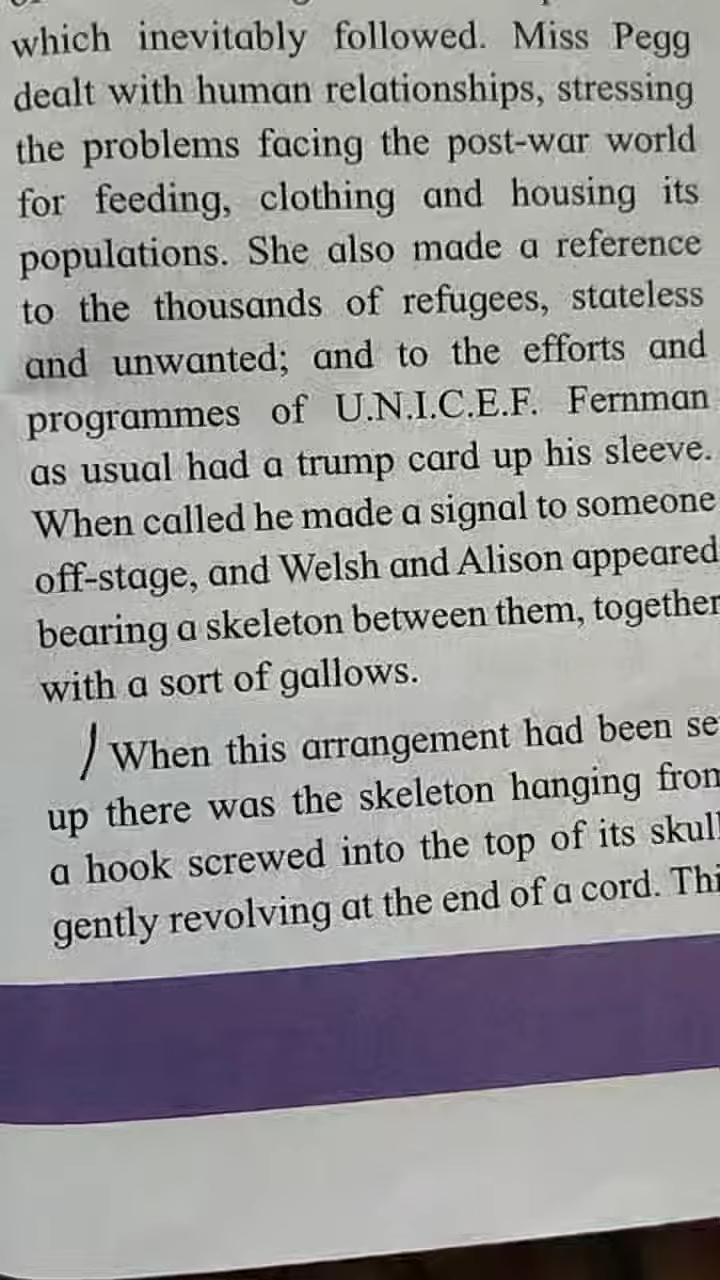 which inevitably followed. Miss Pegg
dealt with human relationships, stressing
the problems facing the post-war world
for feeding, clothing and housing its
populations. She also made a reference
to the thousands of refugees, stateless
and unwanted; and to the efforts and
programmes of U.N.I.C.E.F. Fernman
as usual had a trump card up his sleeve.
When called he made a signal to someone
off-stage, and Welsh and Alison appeared
bearing a skeleton between them, together
with a sort of gallows.
When this arrangement had been se
up there was the skeleton hanging from
a hook screwed into the top of its skull
gently revolving at the end of a cord. Thi